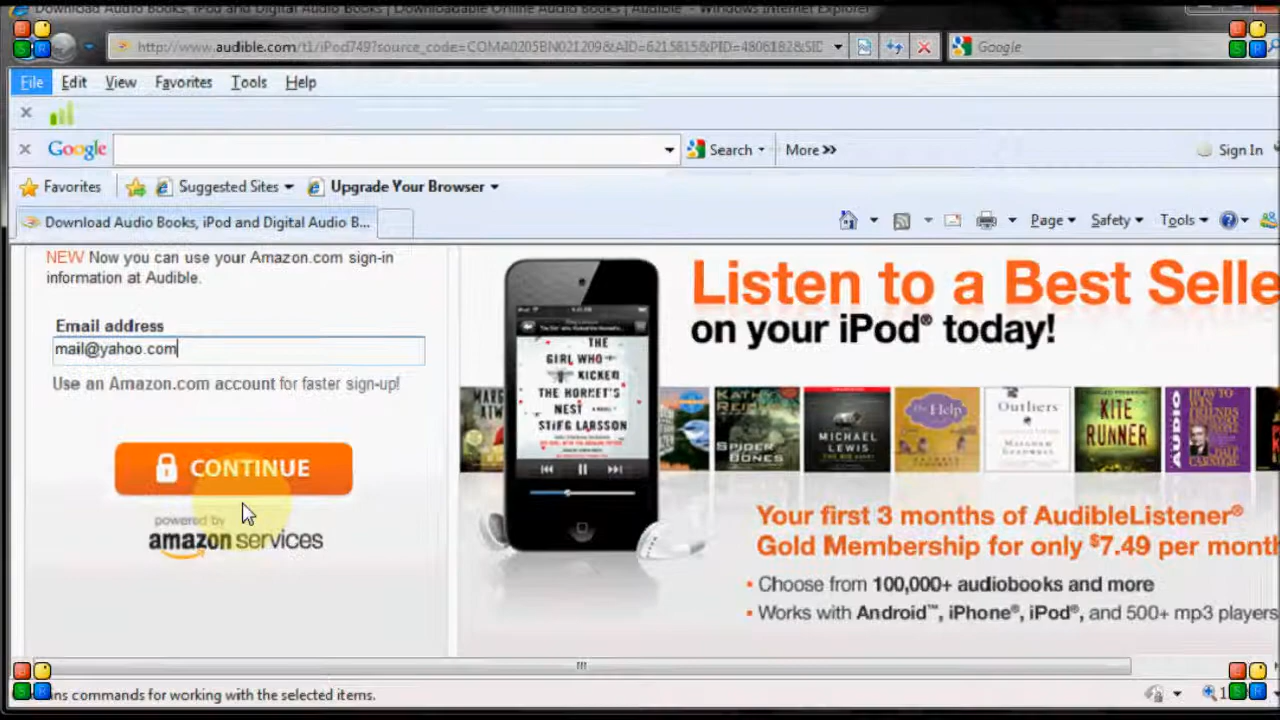 Download Audio Books, iPod and Digital Audio Books | Downloadable Online Audio Books | Audible - Windows Internet Explorer
http://www.audible.com/t1/iPod749?source_code=COMA0205BN021209&AID=6215815&PID=4806182&SID
Google
File Edit View Favorites Tools Help
Google Search More >> Sign In
Favorites Suggested Sites Upgrade Your Browser
Download Audio Books, iPod and Digital Audio B... Page Safety Tools
NEW Now you can use your Amazon.com sign-in
information at Audible.
Email address
mail@yahoo.com
Use an Amazon.com account for faster sign-up!
CONTINUE
powered by
amazon services
Listen to a Best Selle
on your iPod® today!
THE
GIRL WHO
KICKED
THE HORNET'S
NEST
STIEG LARSSON
SPIDER
BONES
MICHAEL
LEWIS
The Help
Outliers
KITE
RUNNER
AUDIO
HOW TO
FRIENDS
PEOPLE
DALE
CARNEGIE
Your first 3 months of AudibleListener®
Gold Membership for only $7.49 per month
• Choose from 100,000+ audiobooks and more
• Works with Android™, iPhone®, iPod®, and 500+ mp3 players
ns commands for working with the selected items.